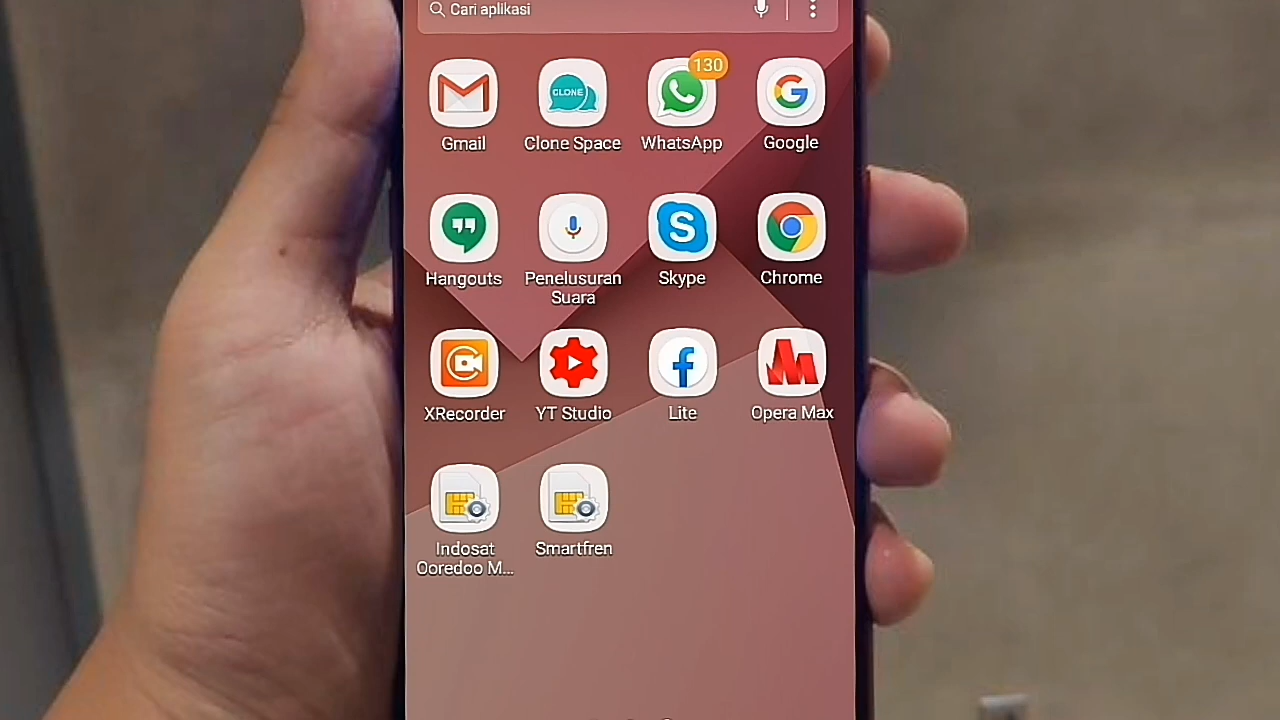 Cari aplikasi
130
Gmail
CLONE
Clone Space
WhatsApp
Google
Hangouts
Penelusuran
Suara
Skype
Chrome
XRecorder
YT Studio
Lite
Opera Max
Indosat
Ooredoo M...
Smartfren